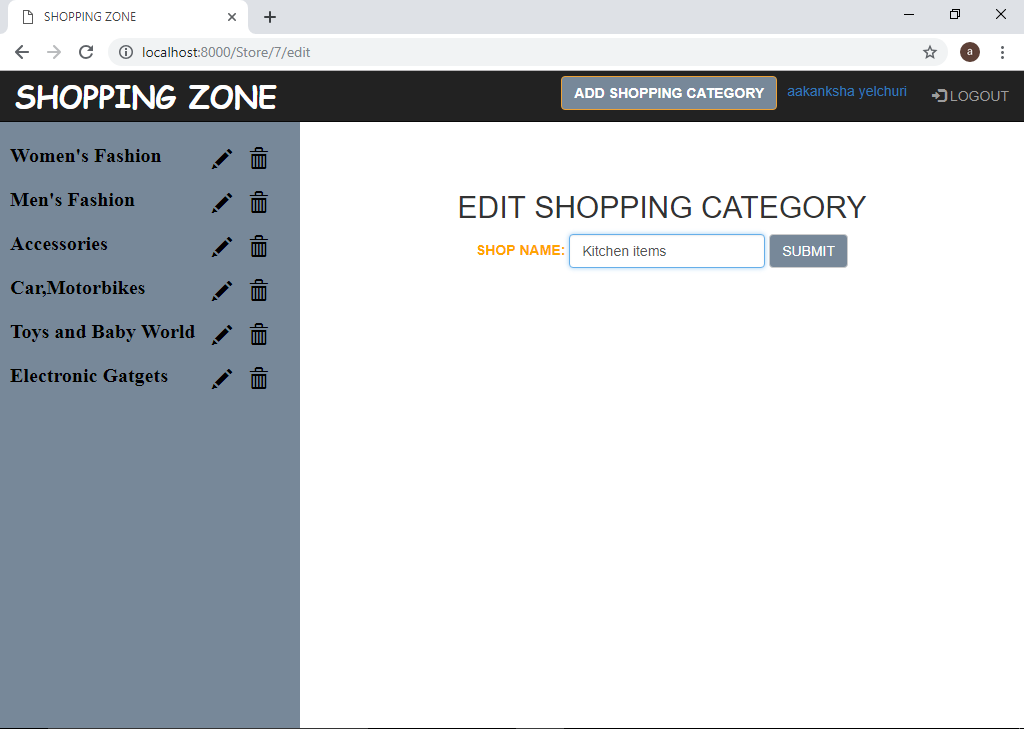 SHOPPING ZONE
localhost:8000/Store/7/edit
a
SHOPPING ZONE
ADD SHOPPING CATEGORY
aakanksha yelchuri
LOGOUT
Women's Fashion
Men's Fashion
Accessories
Car,Motorbikes
Toys and Baby World
Electronic Gatgets
EDIT SHOPPING CATEGORY
SHOP NAME: Kitchen items SUBMIT